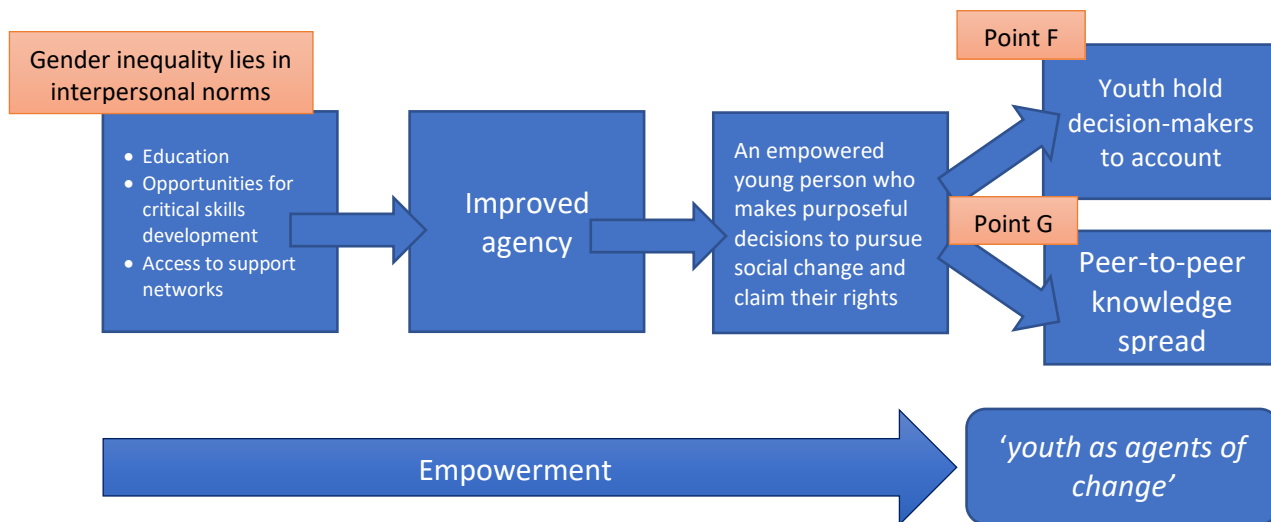 Gender inequality lies in
interpersonal norms
• Education
• Opportunities for
critical skills
development
• Access to support
networks
Improved
agency
An empowered
young person who
makes purposeful
decisions to pursue
social change and
claim their rights
Point F
Youth hold
decision-makers
to account
Point G
Peer-to-peer
knowledge
spread
Empowerment
‘youth as agents of
change’